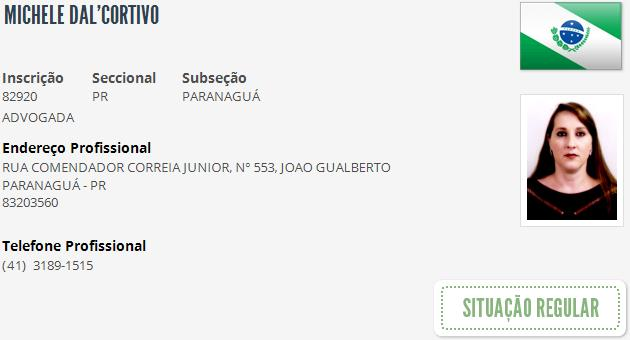 MICHELE DAL'CORTIVO
Inscrição Seccional Subseção
82920 PR PARANAGUÁ
ADVOGADA
Endereço Profissional
RUA COMENDADOR CORREIA JUNIOR, Nº 553, JOAO GUALBERTO
PARANAGUÁ - PR
83203560
Telefone Profissional
(41) 3189-1515
SITUAÇÃO REGULAR